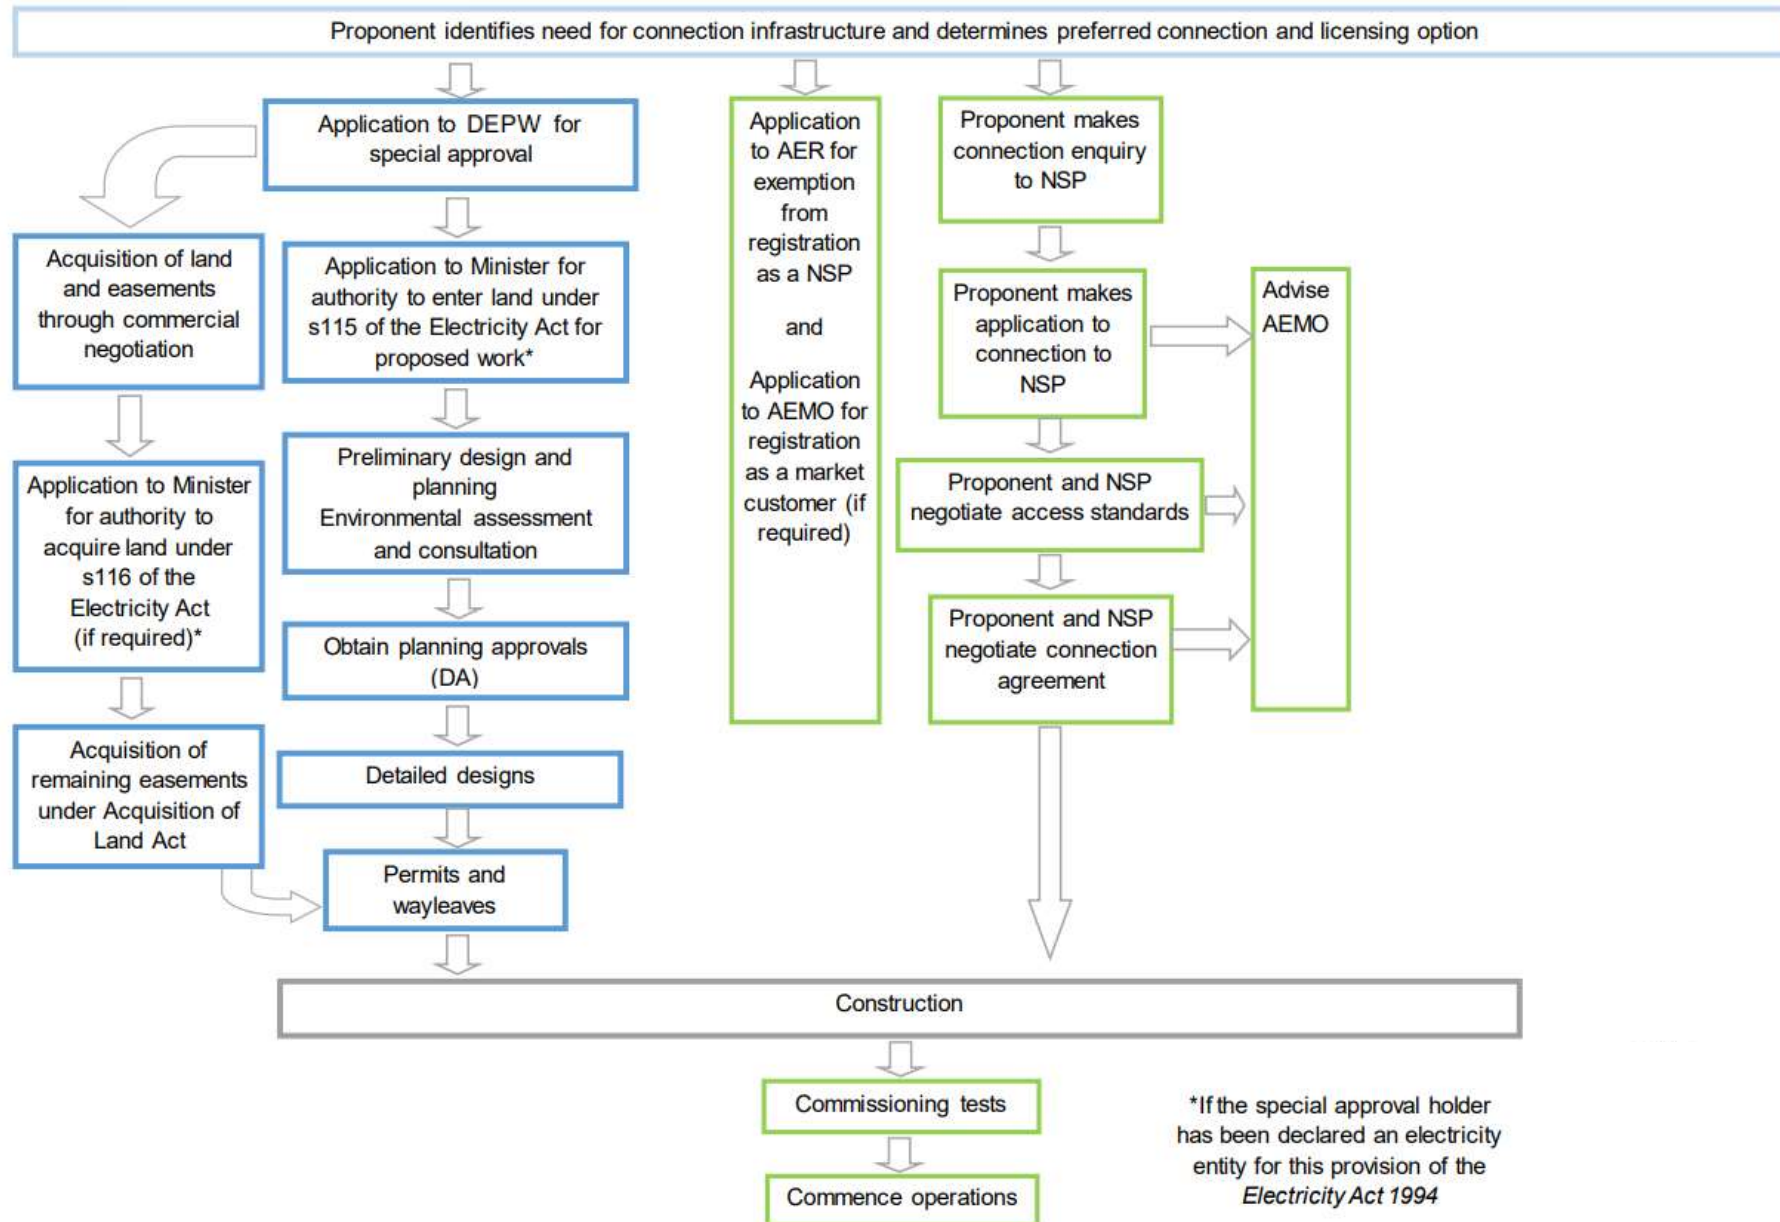 Proponent identifies need for connection infrastructure and determines preferred connection and licensing option
Application to DEPW for
special approval
Acquisition of land
and easements
through commercial
negotiation
Application to Minister
for authority to
acquire land under
s116 of the
Electricity Act
(if required)*
Acquisition of
remaining easements
under Acquisition of
Land Act
Application to Minister for
authority to enter land under
s115 of the Electricity Act for
proposed work*
Preliminary design and
planning
Environmental assessment
and consultation
Obtain planning approvals
(DA)
Detailed designs
Permits and
wayleaves
Application
to AER for
exemption
from
registration
as a NSP
and
Application
to AEMO for
registration
as a market
customer (if
required)
Proponent makes
connection enquiry
to NSP
Proponent makes
application to
connection to
NSP
Proponent and NSP
negotiate access standards
Proponent and NSP
negotiate connection
agreement
Advise
AEMO
Construction
Commissioning tests
Commence operations
*If the special approval holder
has been declared an electricity
entity for this provision of the
Electricity Act 1994